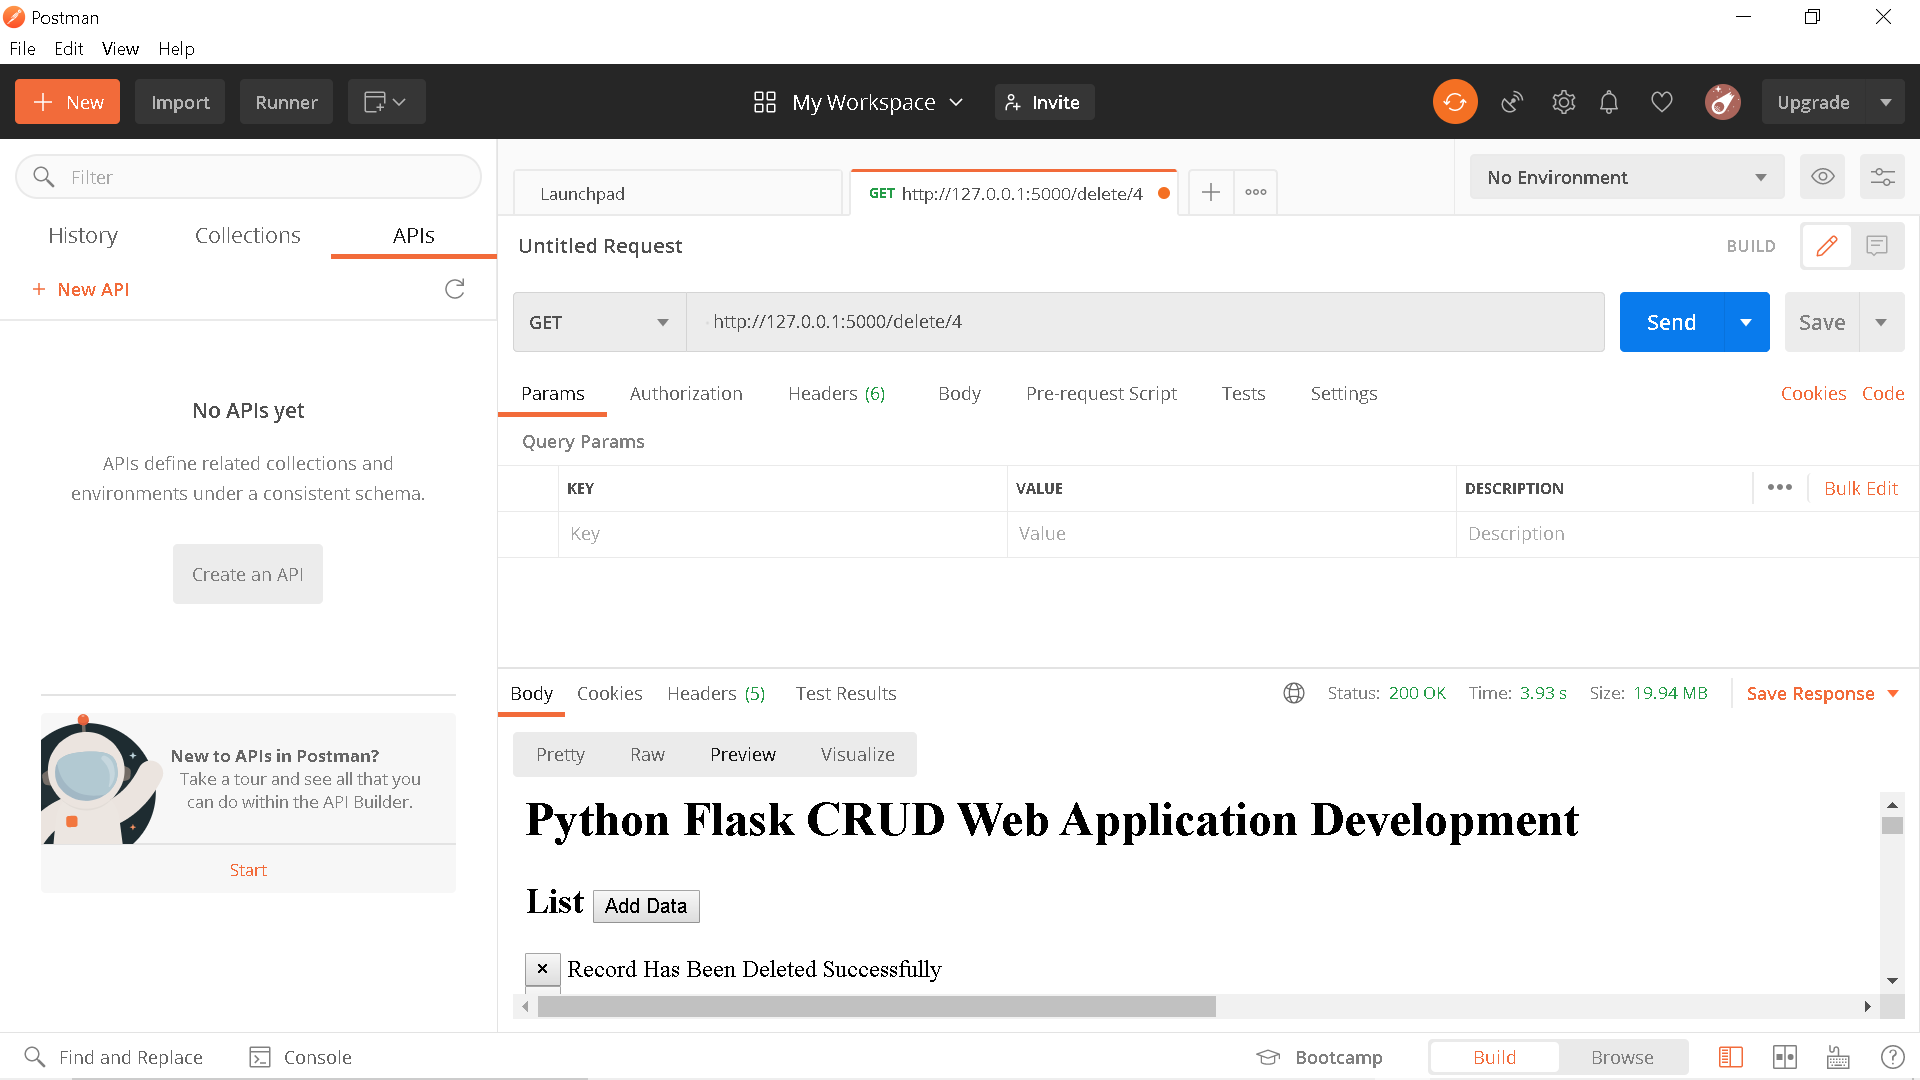 Postman
File Edit View Help
New Import Runner My Workspace Invite Upgrade
Filter
History Collections APIs
+ New API
No APIs yet
APIs define related collections and
environments under a consistent schema.
Create an API
New to APIs in Postman?
Take a tour and see all that you
can do within the API Builder.
Start
Launchpad GET http://127.0.0.1:5000/delete/4 No Environment
Untitled Request BUILD
GET http://127.0.0.1:5000/delete/4 Send Save
Params Authorization Headers (6) Body Pre-request Script Tests Settings Cookies Code
Query Params
KEY VALUE DESCRIPTION Bulk Edit
Key Value Description
Body Cookies Headers (5) Test Results Status: 200 OK Time: 3.93 s Size: 19.94 MB Save Response
Pretty Raw Preview Visualize
Python Flask CRUD Web Application Development
List Add Data
× Record Has Been Deleted Successfully
Find and Replace Console Bootcamp Build Browse